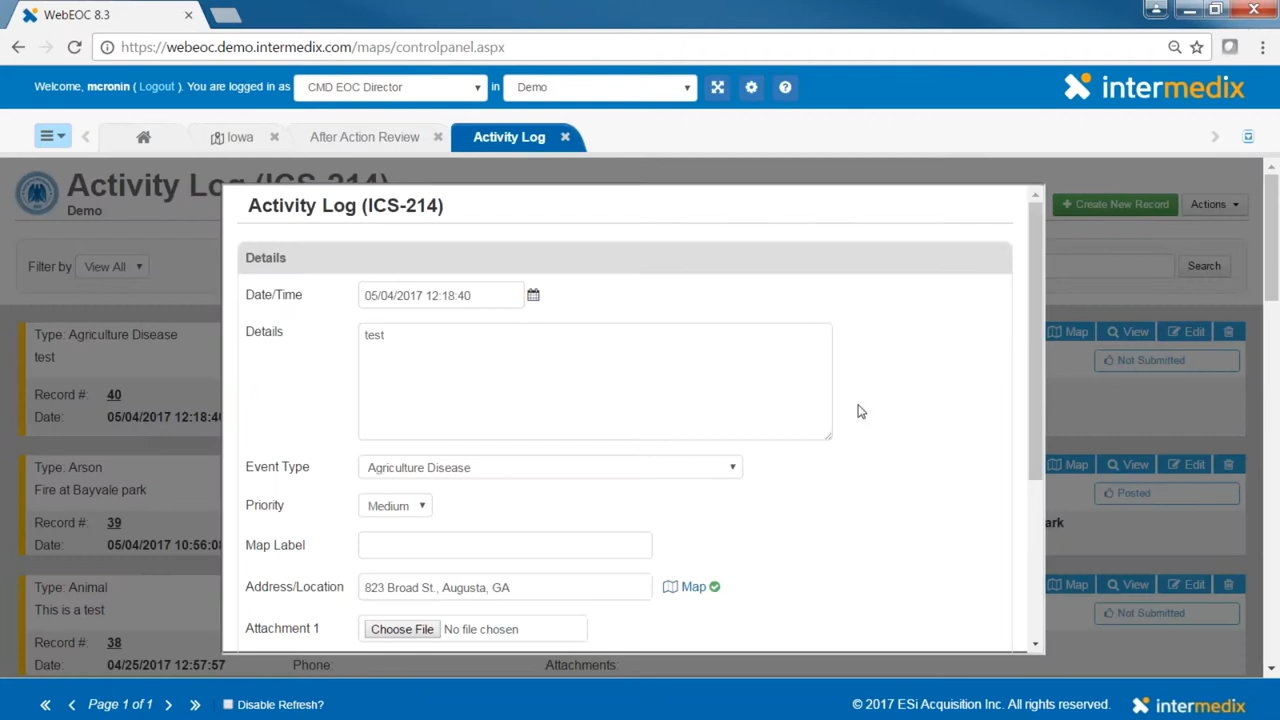 WebEOC 8.3
https://webeoc.demo.intermedix.com/maps/controlpanel.aspx
Welcome, mcronin ( Logout ). You are logged in as CMD EOC Director in Demo
intermedix
Iowa After Action Review Activity Log
Activity Log (ICS-214)
Demo
Create New Record Actions
Filter by View All Search
Activity Log (ICS-214)
Details
Date/Time 05/04/2017 12:18:40
Details test
Event Type Agriculture Disease
Priority Medium
Map Label
Address/Location 823 Broad St., Augusta, GA Map
Attachment 1 Choose File No file chosen
Type: Agriculture Disease Map View Edit
test Not Submitted
Record #: 40
Date: 05/04/2017 12:18:40
Type: Arson Map View Edit
Fire at Bayvale park Posted
Record #: 39 ark
Date: 05/04/2017 10:56:08
Type: Animal Map View Edit
This is a test Not Submitted
Record #: 38
Date: 04/25/2017 12:57:57 Phone: Attachments:
Page 1 of 1 Disable Refresh? © 2017 ESi Acquisition Inc. All rights reserved. intermedix